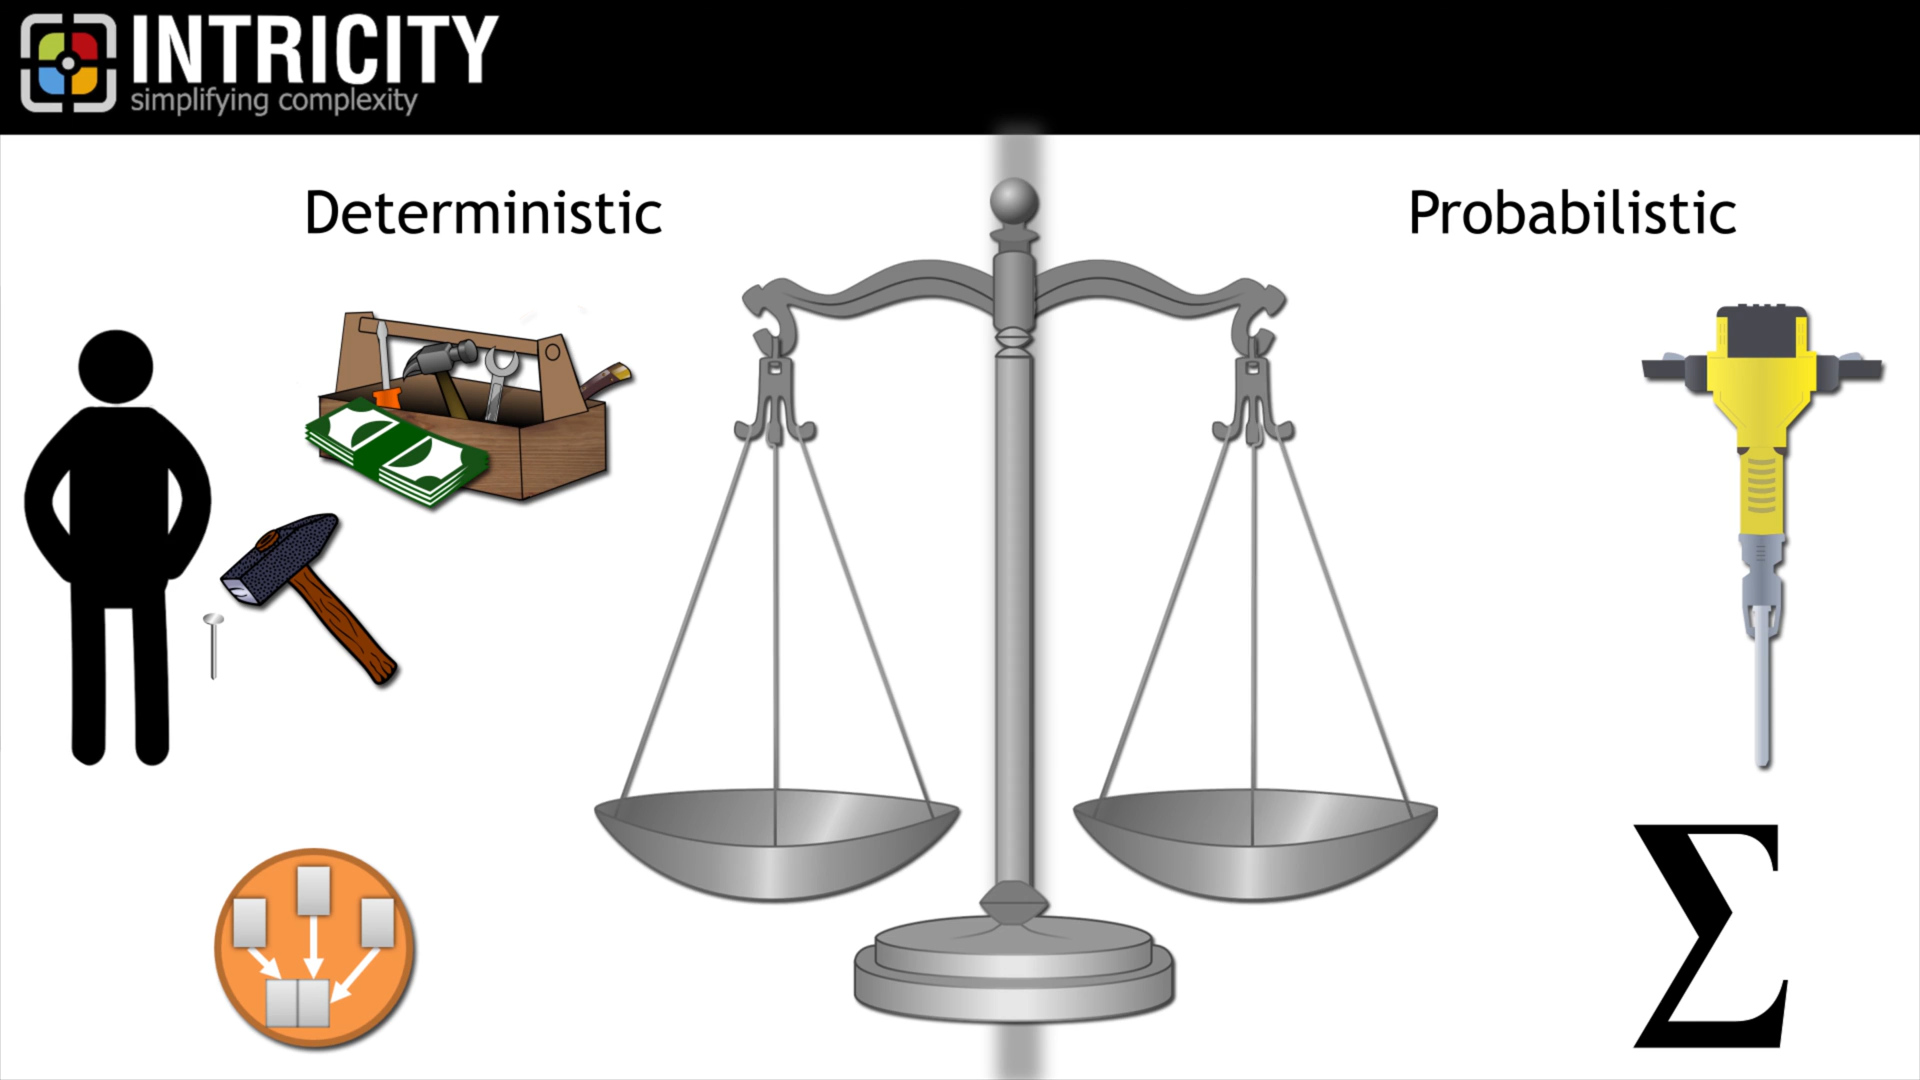 INTRICITY
simplifying complexity
Deterministic
Probabilistic
Σ